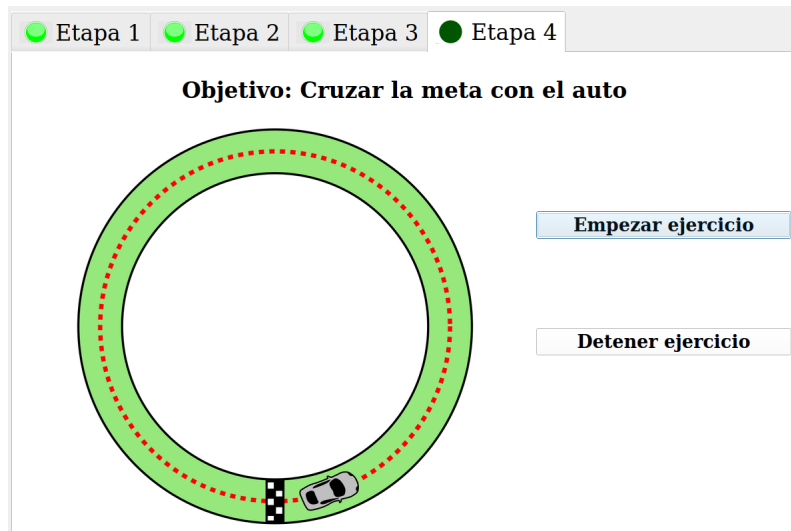 Etapa 1 Etapa 2 Etapa 3 Etapa 4
Objetivo: Cruzar la meta con el auto
Empezar ejercicio
Detener ejercicio